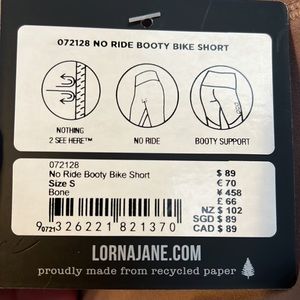 072128 NO RIDE BOOTY BIKE SHORT
NOTHING
2 SEE HERE™
NO RIDE
BOOTY SUPPORT
072128
No Ride Booty Bike Short
Size S
Bone
$ 89
€ 70
¥ 458
£ 66
NZ $ 102
SGD $ 89
CAD $ 89
9 0721 326221 821370
LORNAJANE.COM
proudly made from recycled paper